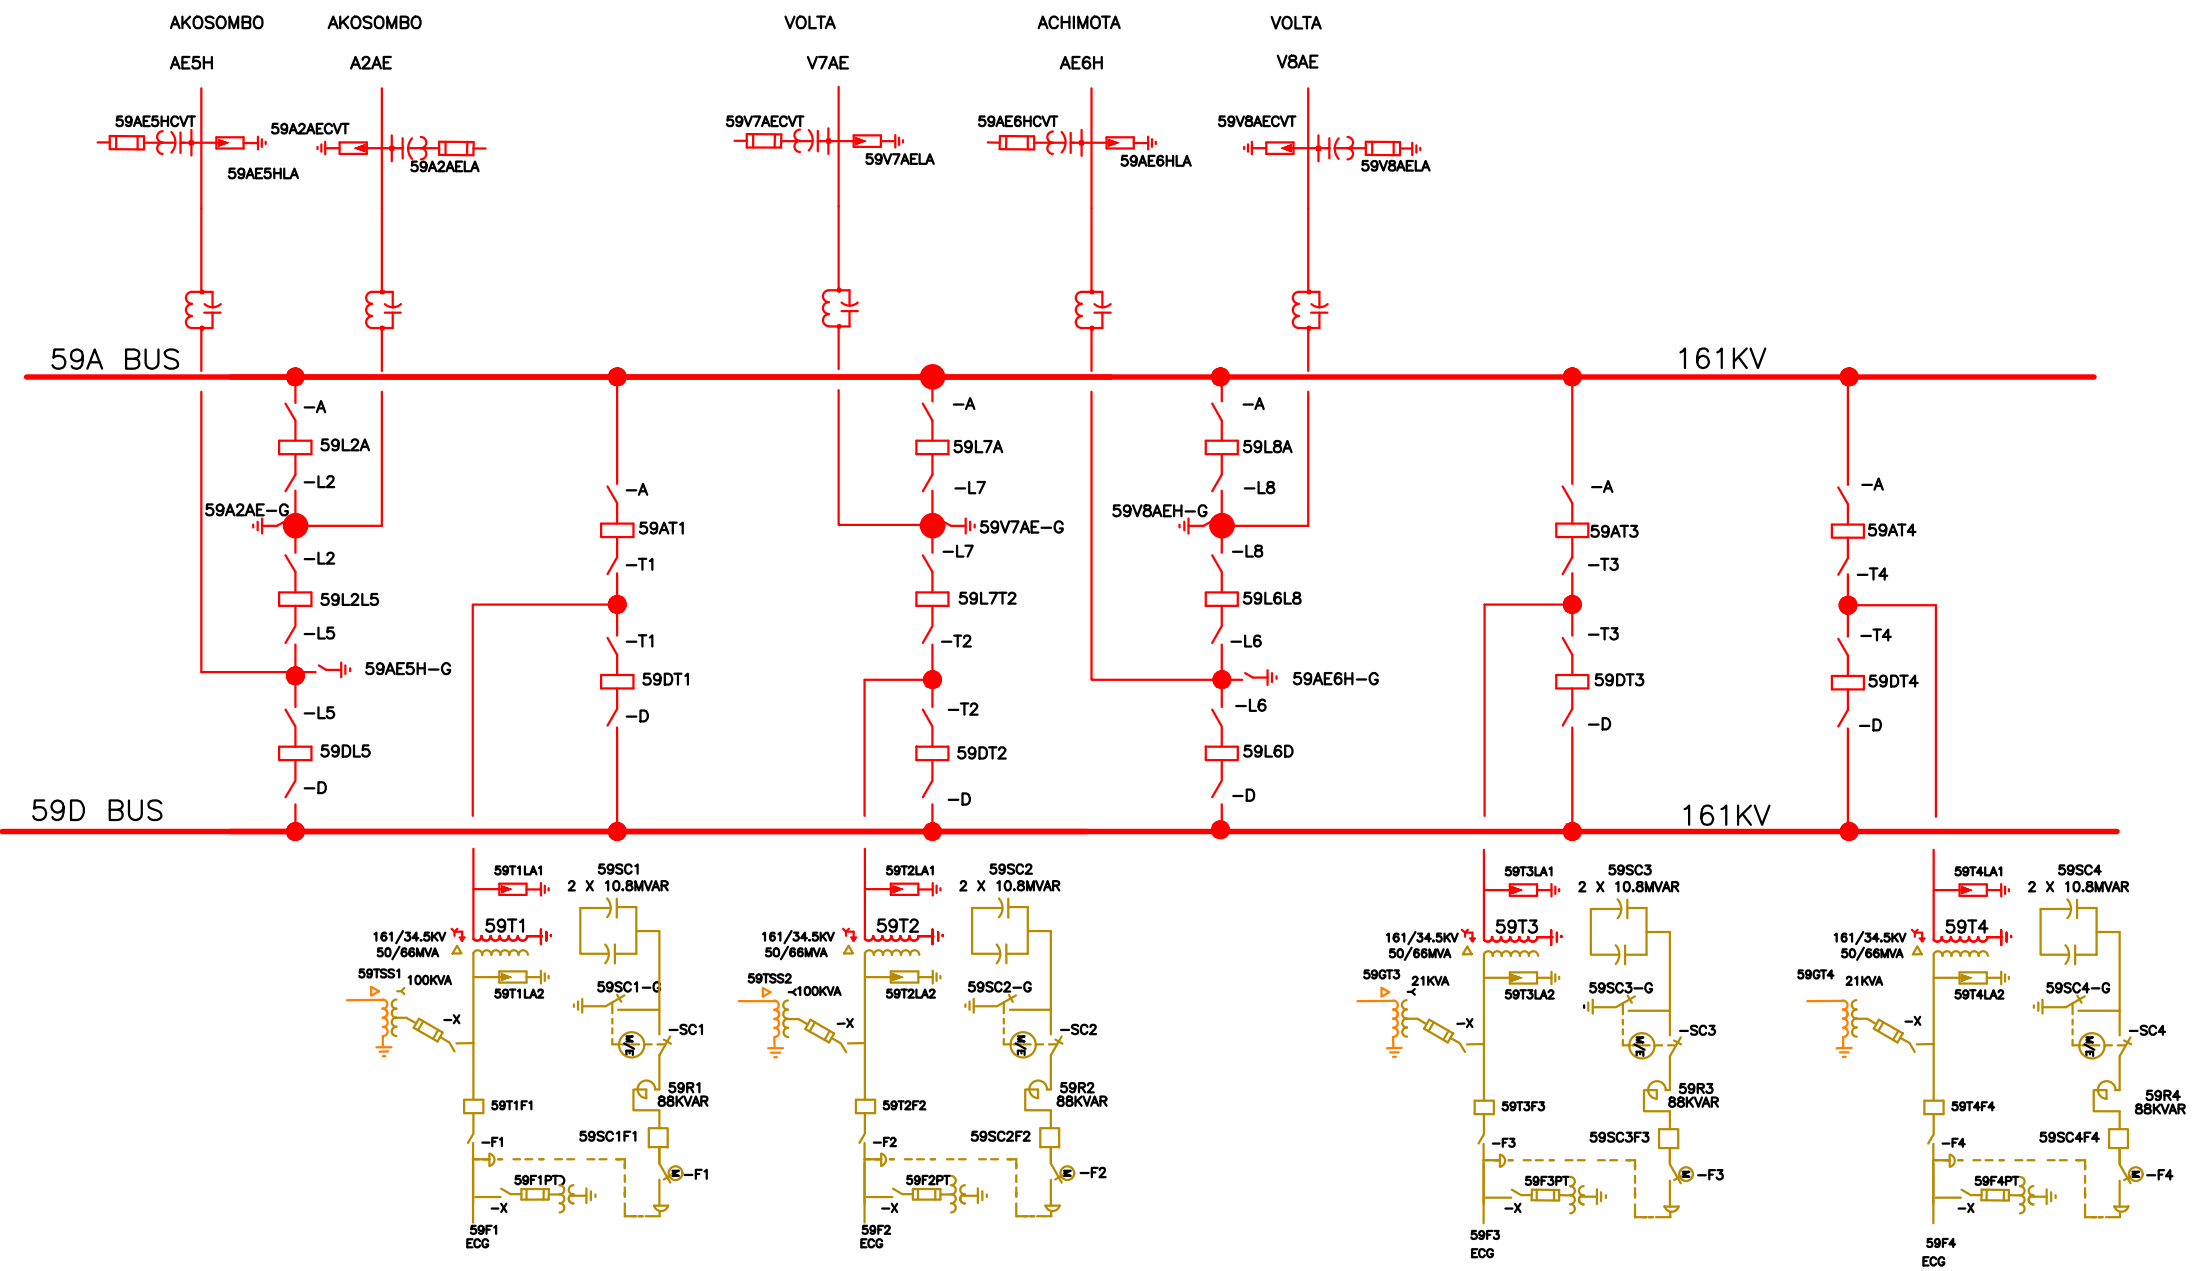 AKOSOMBO
AKOSOMBO
VOLTA
ACHIMOTA
VOLTA
AE5H
A2AE
V7AE
AE6H
V8AE
59AE5HCVT
59A2AECVT
59V7AECVT
59AE6HCVT
59V8AECVT
59AE5HLA
59A2AELA
59V7AELA
59AE6HLA
59V8AELA
59A BUS
161KV
-A
59L2A
-L2
59A2AE-G
-L2
59L2L5
-L5
59AE5H-G
-L5
59DL5
-D
-A
59AT1
-T1
-T1
59DT1
-D
-A
59L7A
-L7
59V7AE-G
-L7
59L7T2
-T2
-T2
59DT2
-D
-A
59L8A
-L8
59V8AEH-G
-L8
59L6L8
-L6
59AE6H-G
-L6
59L6D
-D
-A
59AT3
-T3
-T3
59DT3
-D
-A
59AT4
-T4
-T4
59DT4
-D
59D BUS
161KV
59T1LA1
59SC1
2 X 10.8MVAR
59T1
161/34.5KV
50/66MVA
59TSS1
100KVA
59T1LA2
59SC1-G
-X
-SC1
M/E
59R1
88KVAR
59T1F1
59SC1F1
-F1
M
-F1
59F1PT
-X
59F1
ECG
59T2LA1
59SC2
2 X 10.8MVAR
59T2
161/34.5KV
50/66MVA
59TSS2
100KVA
59T2LA2
59SC2-G
-X
-SC2
M/E
59R2
88KVAR
59T2F2
59SC2F2
-F2
M
-F2
59F2PT
-X
59F2
ECG
59T3LA1
59SC3
2 X 10.8MVAR
59T3
161/34.5KV
50/66MVA
59GT3
21KVA
59T3LA2
59SC3-G
-X
-SC3
M/E
59R3
88KVAR
59T3F3
59SC3F3
-F3
M
-F3
59F3PT
-X
59F3
ECG
59T4LA1
59SC4
2 X 10.8MVAR
59T4
161/34.5KV
50/66MVA
59GT4
21KVA
59T4LA2
59SC4-G
-X
-SC4
M/E
59R4
88KVAR
59T4F4
59SC4F4
-F4
M
-F4
59F4PT
-X
59F4
ECG